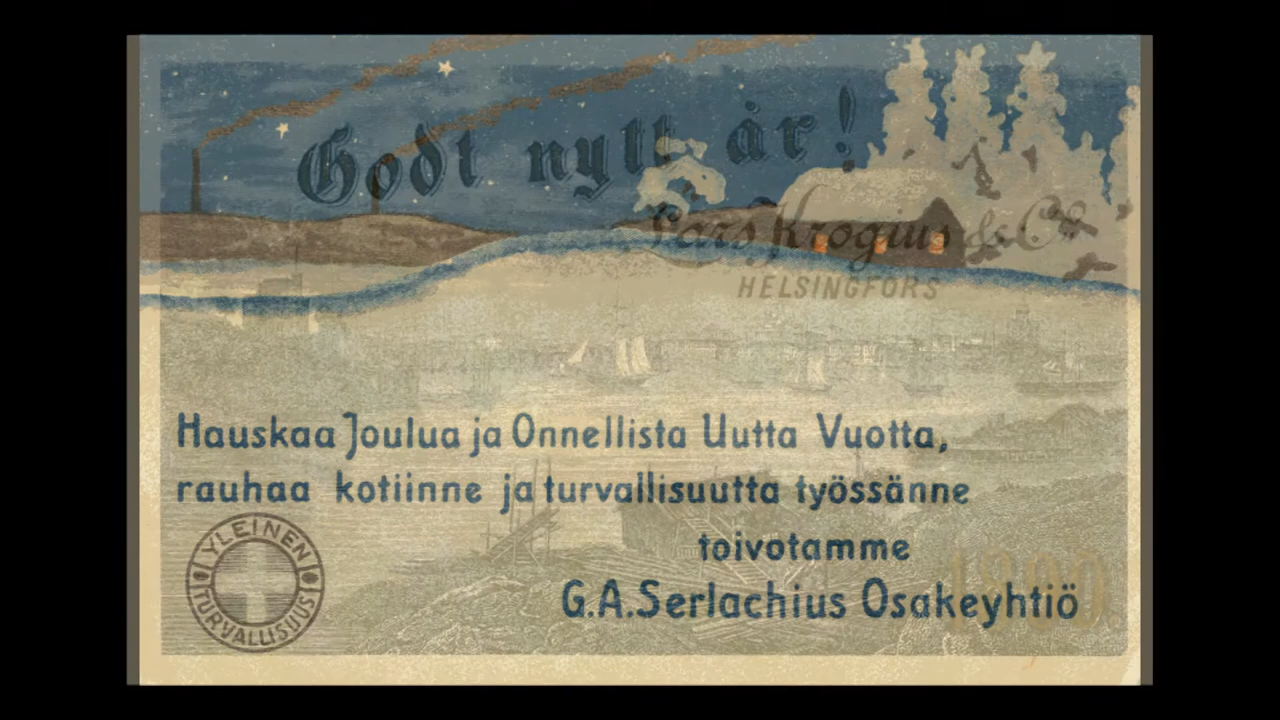 Godt nytt år!
Lars Krogius & Co.
HELSINGFORS
Hauskaa Joulua ja Onnellista Uutta Vuotta,
rauhaa kotiinne ja turvallisuutta työssänne
toivotamme
G.A.Serlachius Osakeyhtiö
YLEINEN
TURVALLISUUS
1890.